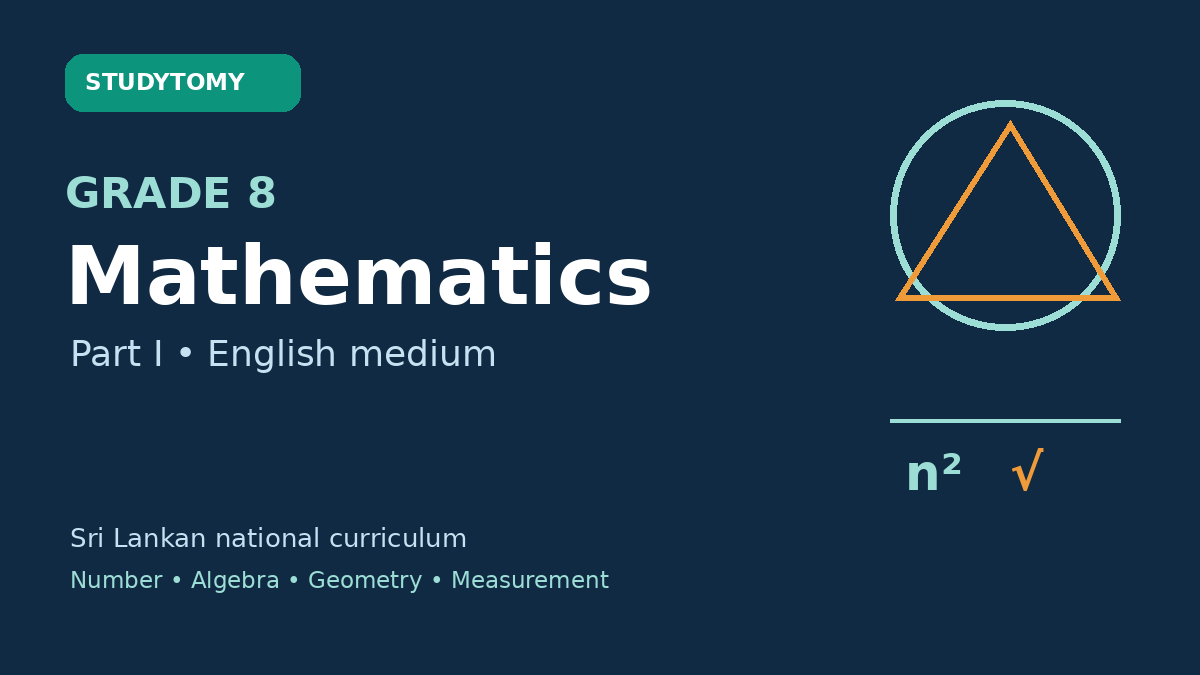 STUDYTOMY
GRADE 8
Mathematics
Part I • English medium
n² √
Sri Lankan national curriculum
Number • Algebra • Geometry • Measurement